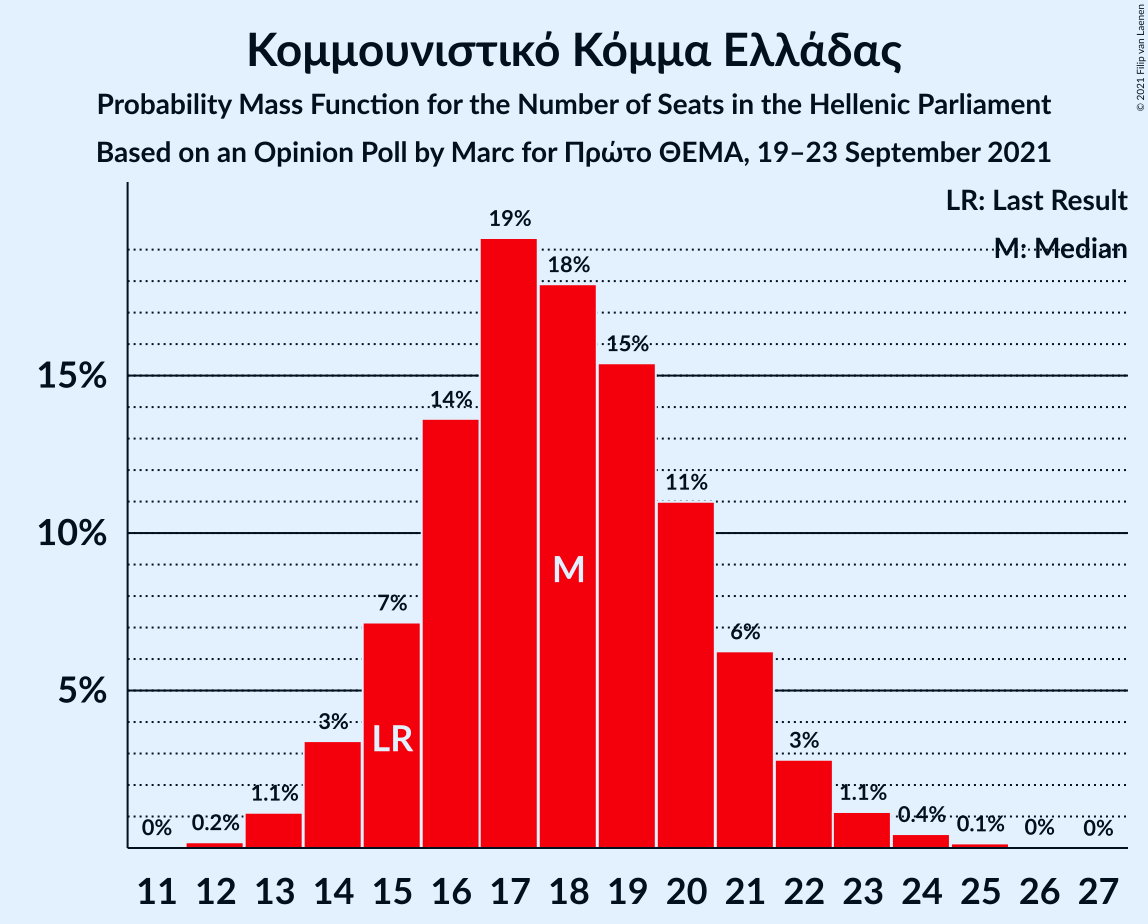 Κομμουνιστικό Κόμμα Ελλάδας
Probability Mass Function for the Number of Seats in the Hellenic Parliament
Based on an Opinion Poll by Marc for Πρώτο ΘΕΜΑ, 19–23 September 2021
© 2021 Filip van Laenen
LR: Last Result
M: Median
19%
18%
15%
15%
14%
11%
10%
M
7%
6%
5%
3%
LR
3%
1.1%
1.1%
0%
0.2%
0.4%
0.1%
0%
0%
11 12 13 14 15 16 17 18 19 20 21 22 23 24 25 26 27